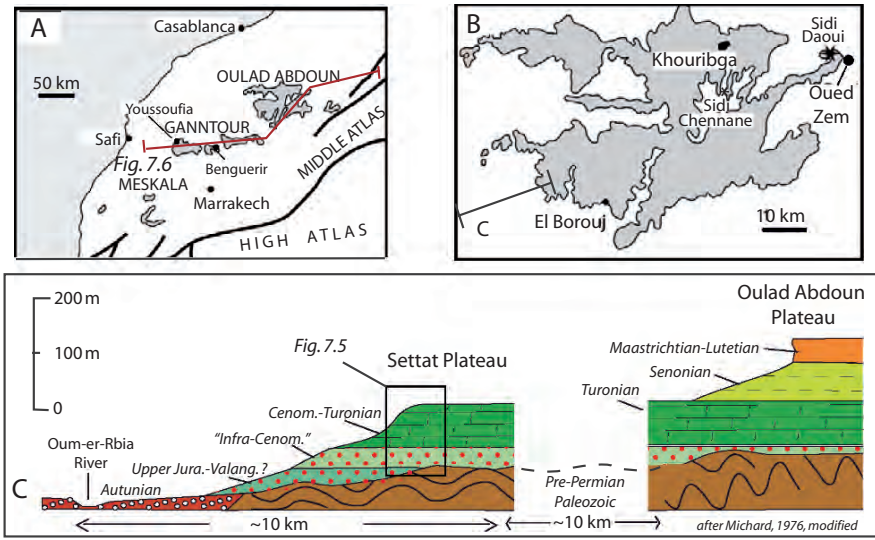 A
Casablanca
50 km
OULAD ABDOUN
Youssoufia
GANNTOUR
Safi
Fig. 7.6
Benguerir
MESKALA
MIDDLE ATLAS
Marrakech
HIGH ATLAS
B
Sidi
Daoui
Khouribga
Oued
Zem
Sidi
Chennane
C
El Borouj
10 km
200 m
100 m
0
Oulad Abdoun
Plateau
Fig. 7.5
Settat Plateau
Maastrichtian-Lutetian
Senonian
Turonian
Cenom.-Turonian
"Infra-Cenom."
Oum-er-Rbia
River
Upper Jura.-Valang.?
Autunian
C
Pre-Permian
Paleozoic
~10 km
~10 km
after Michard, 1976, modified